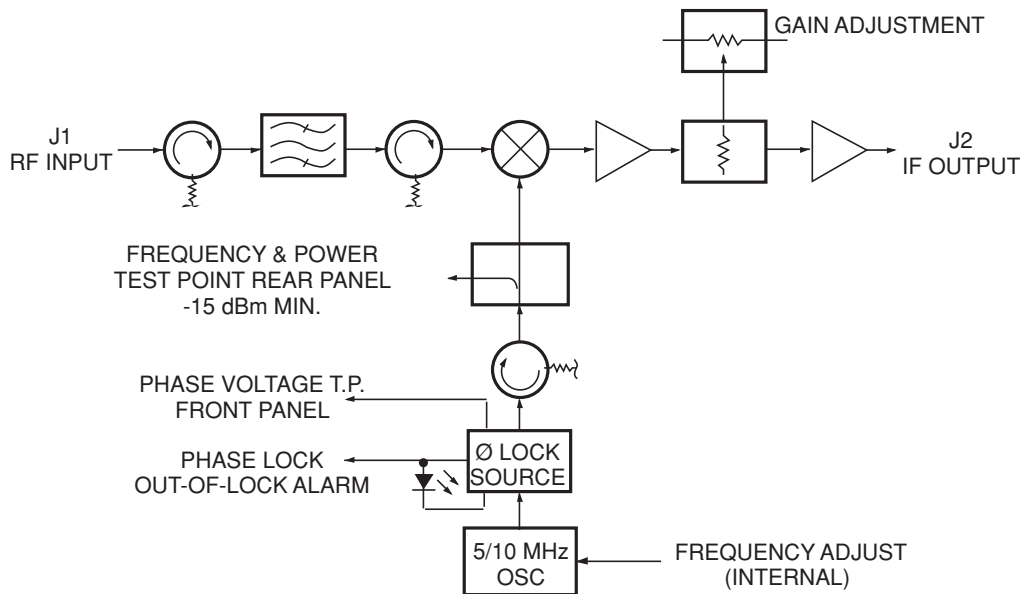 GAIN ADJUSTMENT
J1
RF INPUT
J2
IF OUTPUT
FREQUENCY & POWER
TEST POINT REAR PANEL
-15 dBm MIN.
PHASE VOLTAGE T.P.
FRONT PANEL
PHASE LOCK
OUT-OF-LOCK ALARM
Ø LOCK
SOURCE
5/10 MHz
OSC
FREQUENCY ADJUST
(INTERNAL)